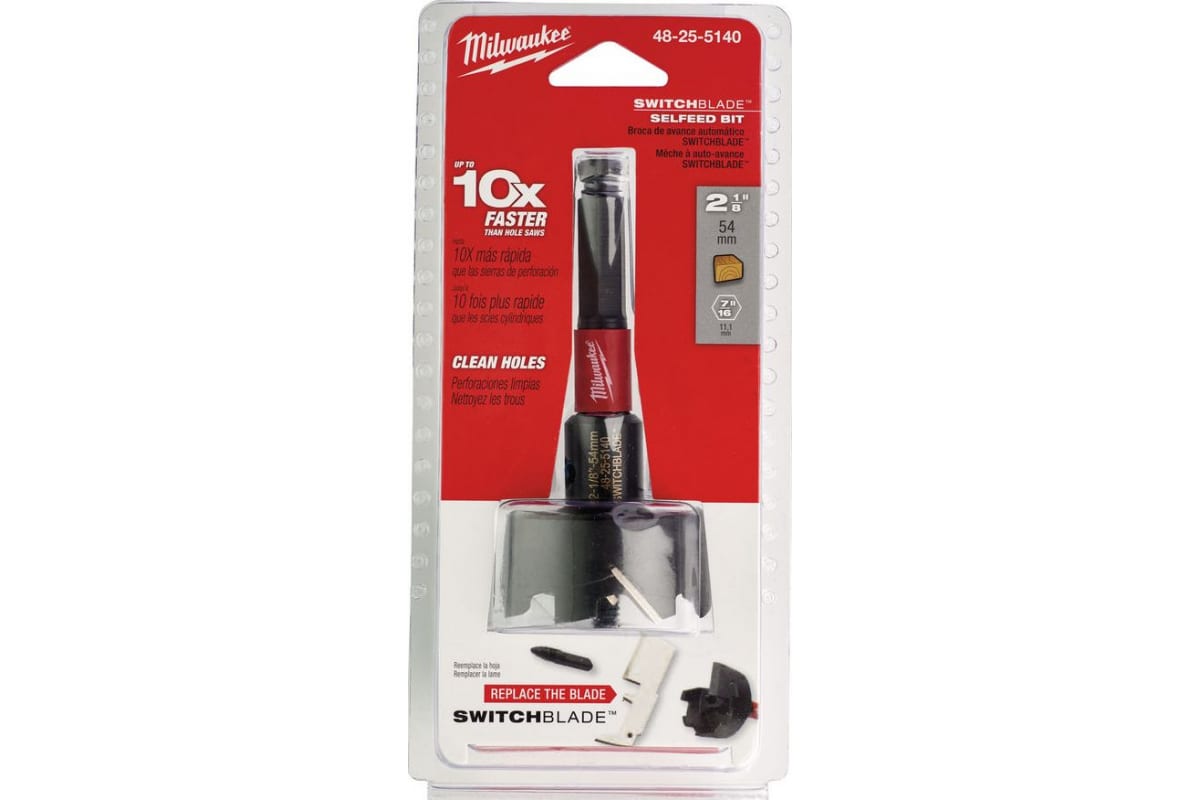 Milwaukee
48-25-5140
SWITCHBLADE™
SELFEED BIT
Broca de avance automático
SWITCHBLADE™
Mèche à auto-avance
SWITCHBLADE™
UP TO
10X
FASTER
THAN HOLE SAWS
Hasta
10X más rápida
que las sierras de perforación
Jusqu'à
10 fois plus rapide
que les scies cylindriques
CLEAN HOLES
Perforaciones limpias
Nettoyez les trous
2 1/8"
54
mm
7/16"
11,1
mm
Milwaukee
2-1/8"-54mm
48-25-5140
SWITCHBLADE™
Reemplace la hoja
Remplacer la lame
REPLACE THE BLADE
SWITCHBLADE™